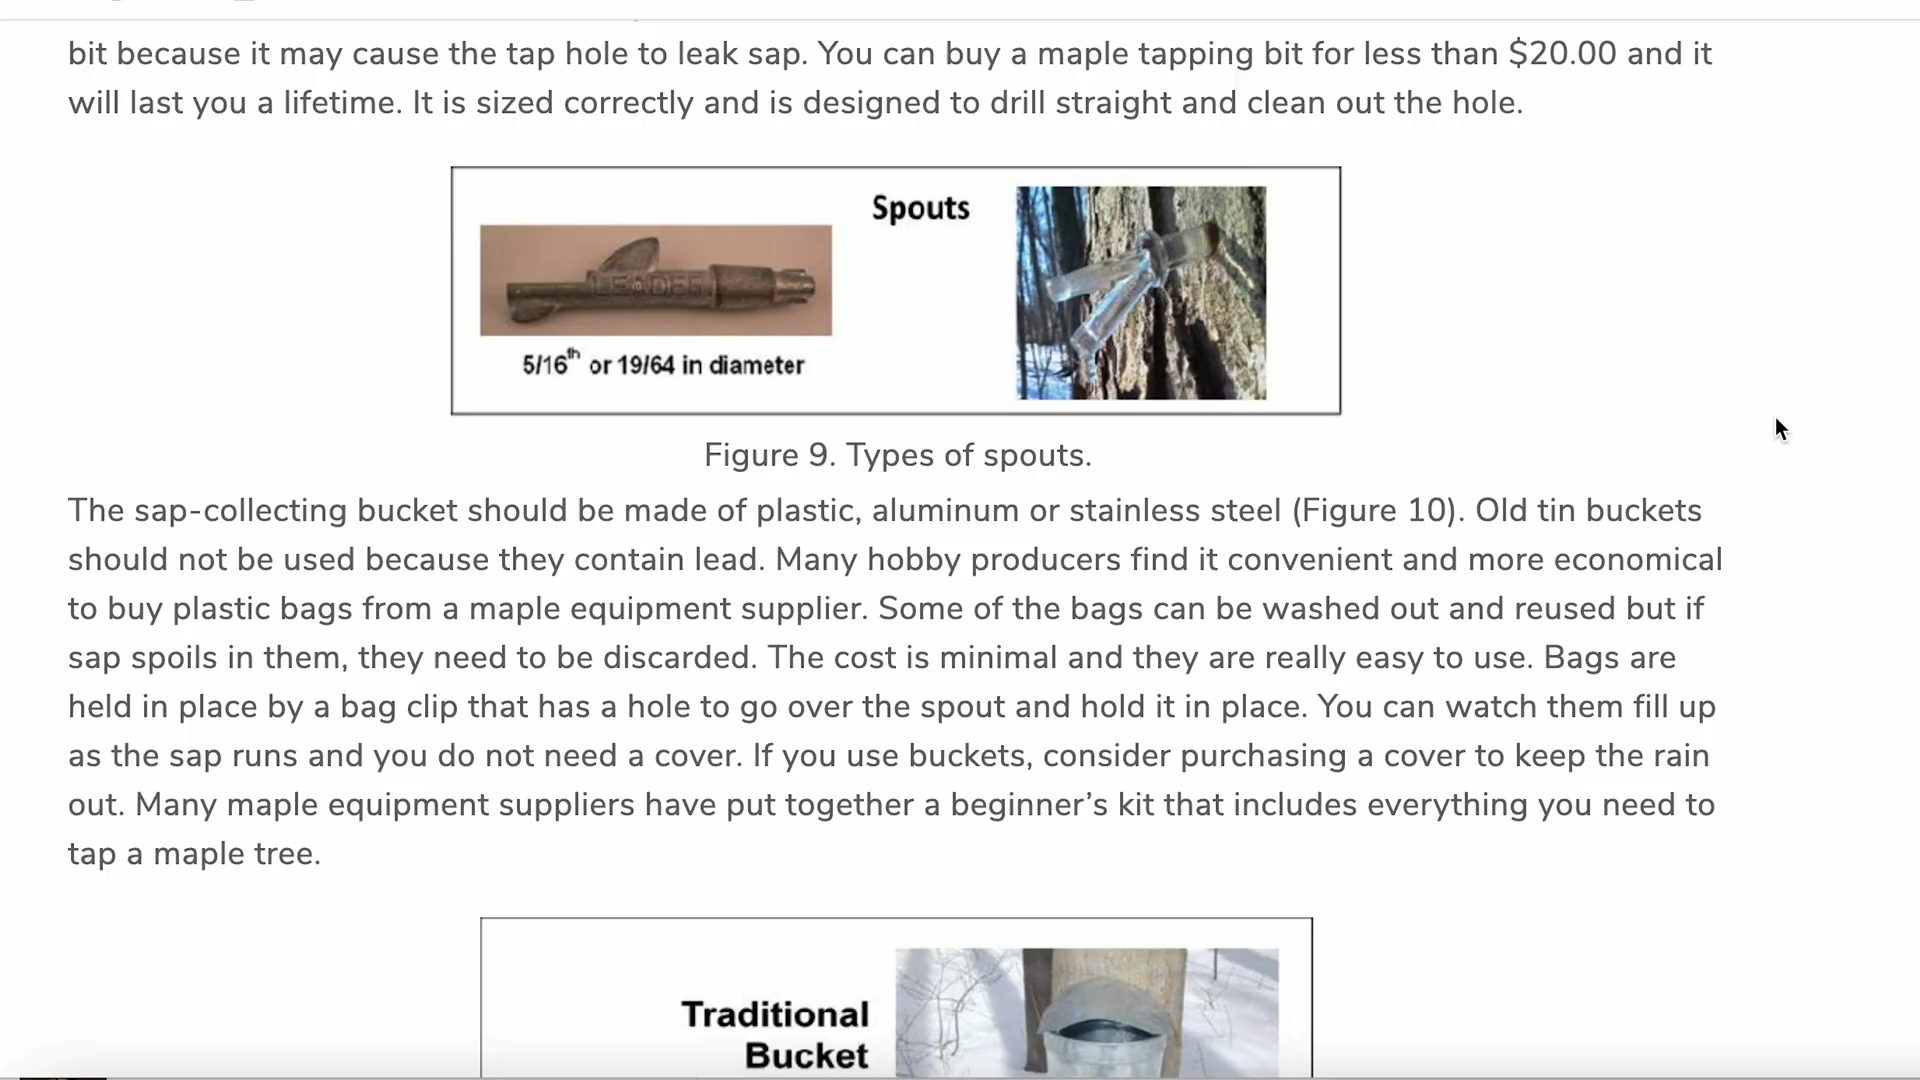 bit because it may cause the tap hole to leak sap. You can buy a maple tapping bit for less than $20.00 and it
will last you a lifetime. It is sized correctly and is designed to drill straight and clean out the hole.
Spouts
LEADER
5/16th or 19/64 in diameter
Figure 9. Types of spouts.
The sap-collecting bucket should be made of plastic, aluminum or stainless steel (Figure 10). Old tin buckets
should not be used because they contain lead. Many hobby producers find it convenient and more economical
to buy plastic bags from a maple equipment supplier. Some of the bags can be washed out and reused but if
sap spoils in them, they need to be discarded. The cost is minimal and they are really easy to use. Bags are
held in place by a bag clip that has a hole to go over the spout and hold it in place. You can watch them fill up
as the sap runs and you do not need a cover. If you use buckets, consider purchasing a cover to keep the rain
out. Many maple equipment suppliers have put together a beginner’s kit that includes everything you need to
tap a maple tree.
Traditional
Bucket